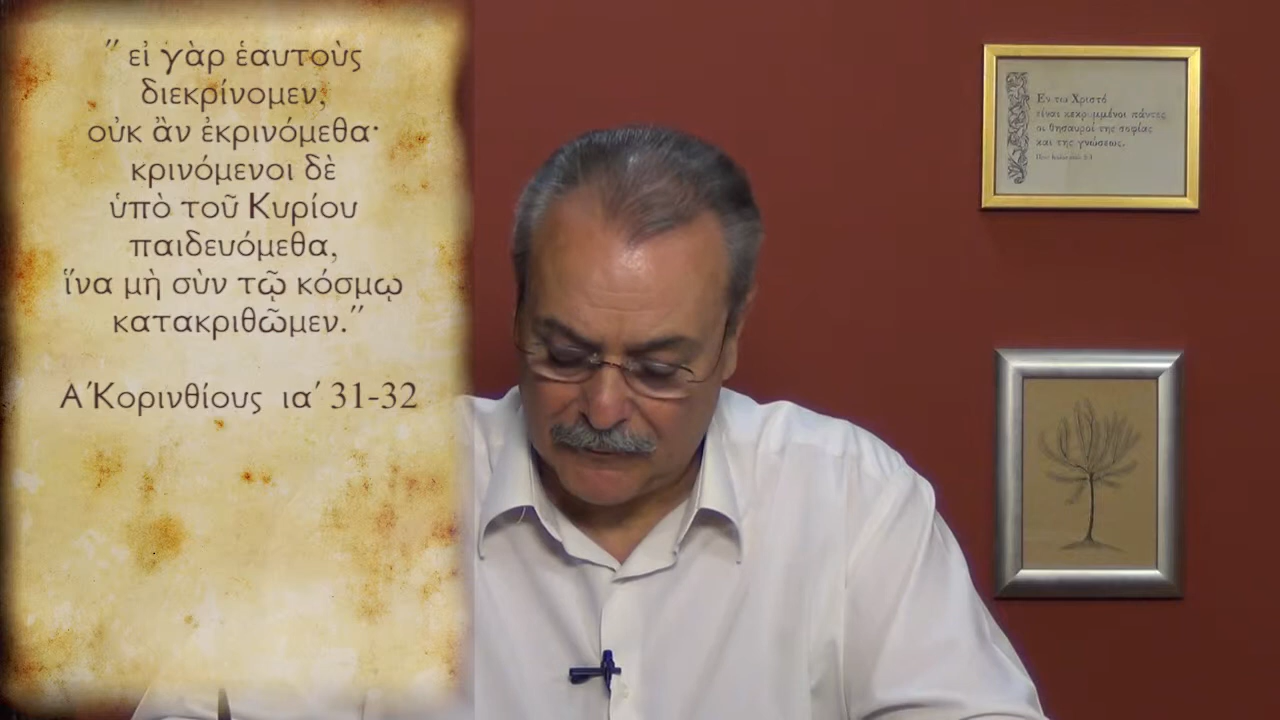 " εἰ γὰρ ἑαυτοὺς
διεκρίνομεν,
οὐκ ἂν ἐκρινόμεθα·
κρινόμενοι δὲ
ὑπὸ τοῦ Κυρίου
παιδευόμεθα,
ἵνα μὴ σὺν τῷ κόσμῳ
κατακριθῶμεν."
Α΄Κορινθίους ια΄ 31-32
Εν τω Χριστό
είναι κεκρυμμένοι πάντες
οι θησαυροί της σοφίας
και της γνώσεως.